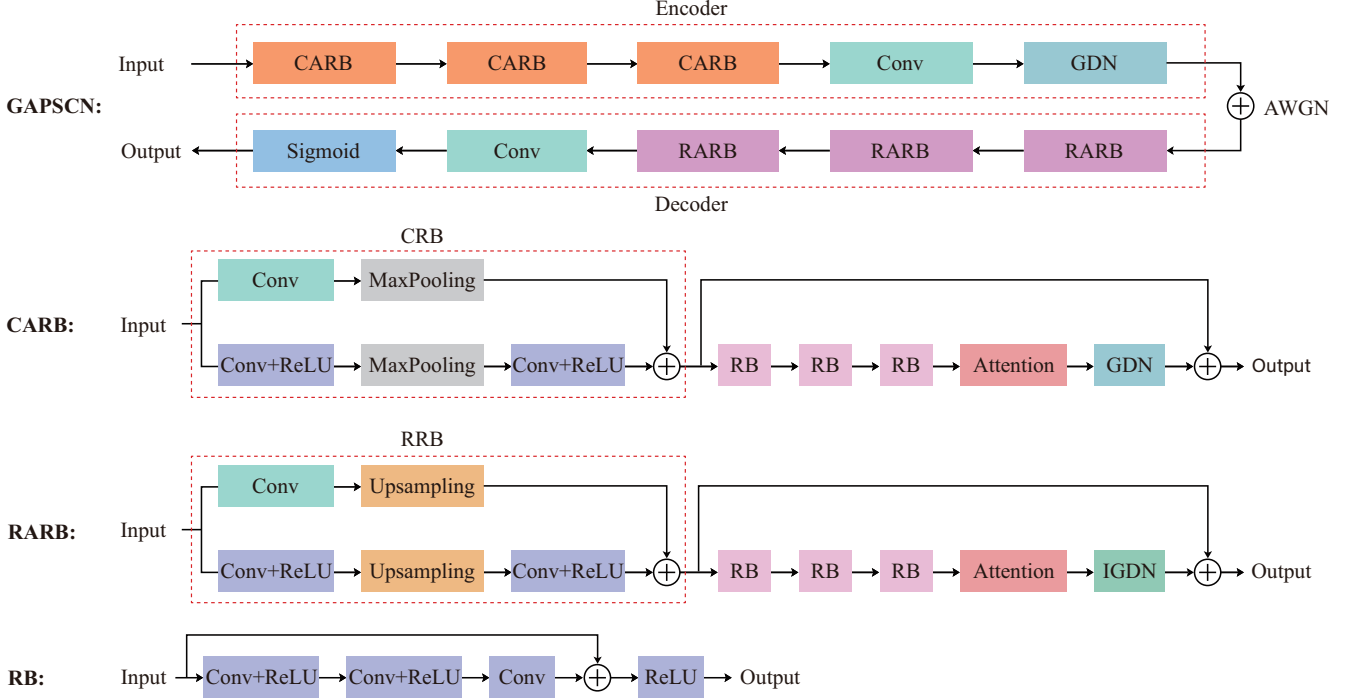 Encoder
Input CARB CARB CARB Conv GDN
GAPSCN: AWGN
Output Sigmoid Conv RARB RARB RARB
Decoder
CRB
Conv MaxPooling
CARB: Input
Conv+ReLU MaxPooling Conv+ReLU RB RB RB Attention GDN Output
RRB
Conv Upsampling
RARB: Input
Conv+ReLU Upsampling Conv+ReLU RB RB RB Attention IGDN Output
RB: Input Conv+ReLU Conv+ReLU Conv ReLU Output